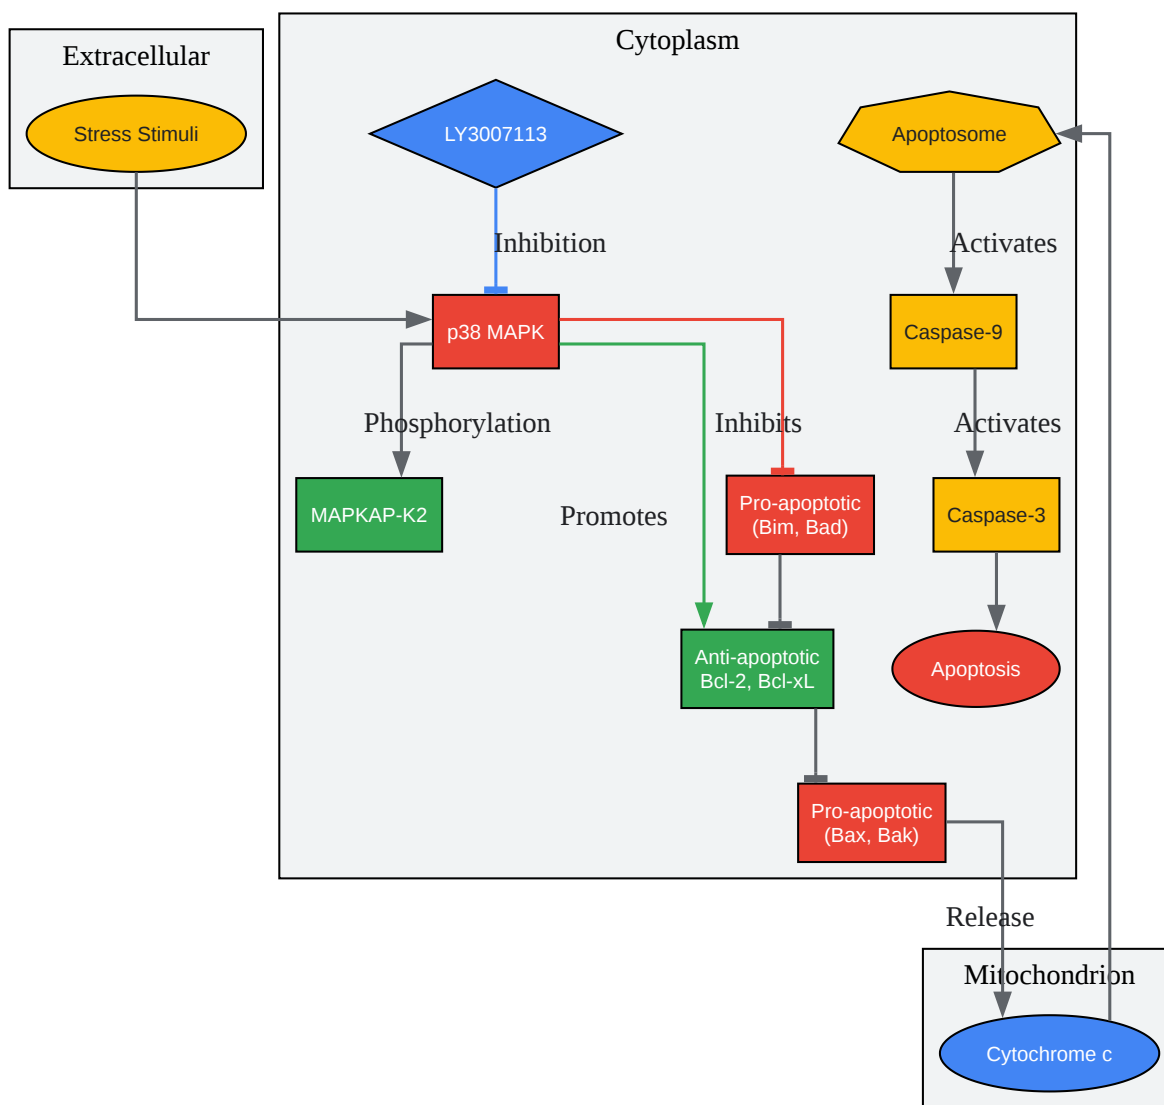 Extracellular
Stress Stimuli
Cytoplasm
LY3007113
Inhibition
p38 MAPK
Phosphorylation
MAPKAP-K2
Promotes
Inhibits
Pro-apoptotic
(Bim, Bad)
Anti-apoptotic
Bcl-2, Bcl-xL
Pro-apoptotic
(Bax, Bak)
Release
Mitochondrion
Cytochrome c
Apoptosome
Activates
Caspase-9
Activates
Caspase-3
Apoptosis